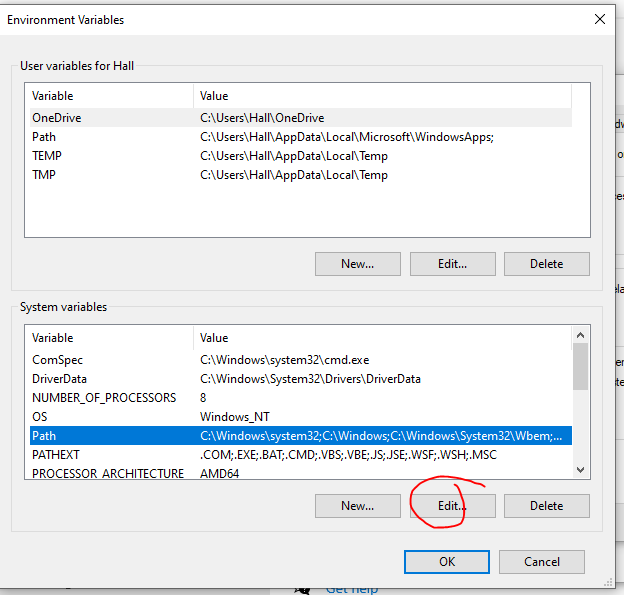 Environment Variables
User variables for Hall
Variable Value
OneDrive C:\Users\Hall\OneDrive
Path C:\Users\Hall\AppData\Local\Microsoft\WindowsApps;
TEMP C:\Users\Hall\AppData\Local\Temp
TMP C:\Users\Hall\AppData\Local\Temp
New... Edit... Delete
System variables
Variable Value
ComSpec C:\Windows\system32\cmd.exe
DriverData C:\Windows\System32\Drivers\DriverData
NUMBER_OF_PROCESSORS 8
OS Windows_NT
Path C:\Windows\system32;C:\Windows;C:\Windows\System32\Wbem;...
PATHEXT .COM;.EXE;.BAT;.CMD;.VBS;.VBE;.JS;.JSE;.WSF;.WSH;.MSC
PROCESSOR_ARCHITECTURE AMD64
New... Edit... Delete
OK Cancel
Get help